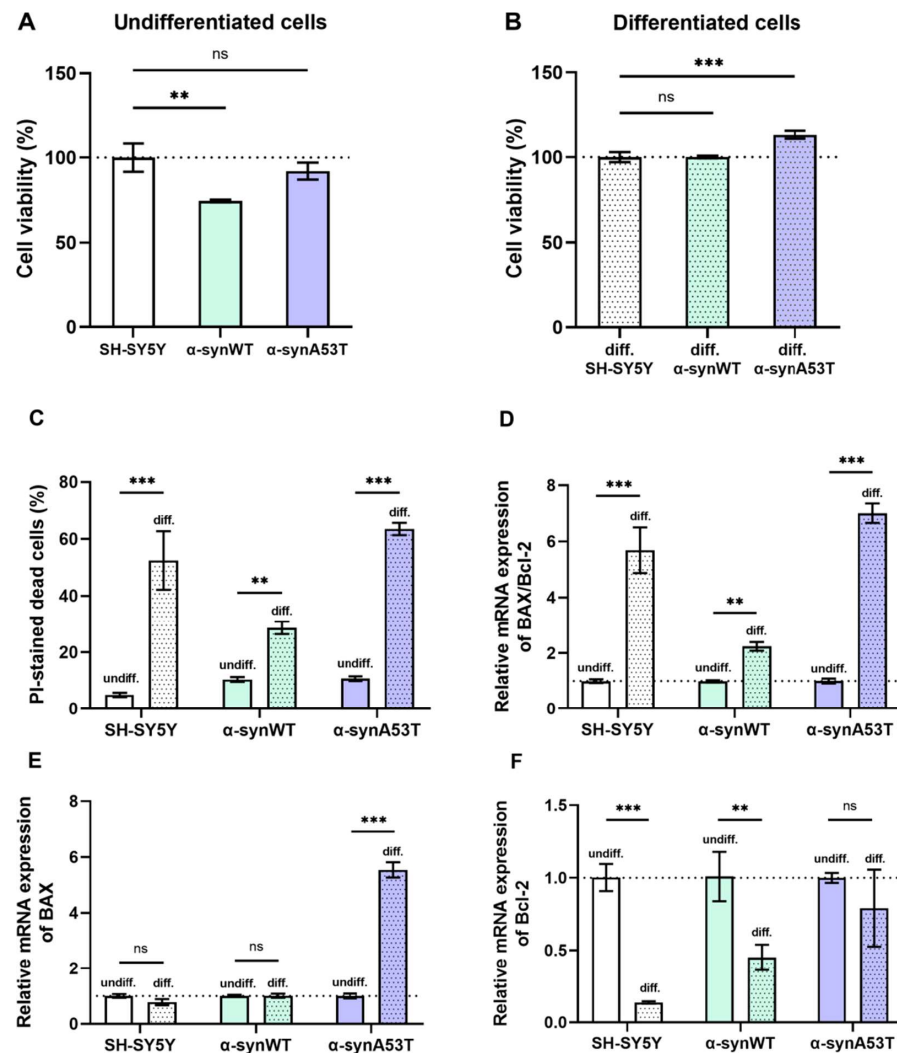 A Undifferentiated cells
ns
**
Cell viability (%)
150
100
50
0
SH-SY5Y α-synWT α-synA53T
B Differentiated cells
***
ns
Cell viability (%)
150
100
50
0
diff. diff. diff.
SH-SY5Y α-synWT α-synA53T
C
PI-stained dead cells (%)
80
60
40
20
0
*** ** ***
undiff. diff. undiff. diff. undiff. diff.
SH-SY5Y α-synWT α-synA53T
D
Relative mRNA expression
of BAX/Bcl-2
8
6
4
2
0
*** ** ***
undiff. diff. undiff. diff. undiff. diff.
SH-SY5Y α-synWT α-synA53T
E
Relative mRNA expression
of BAX
8
6
4
2
0
ns ns ***
undiff. diff. undiff. diff. undiff. diff.
SH-SY5Y α-synWT α-synA53T
F
Relative mRNA expression
of Bcl-2
1.5
1.0
0.5
0.0
*** ** ns
undiff. diff. undiff. diff. undiff. diff.
SH-SY5Y α-synWT α-synA53T